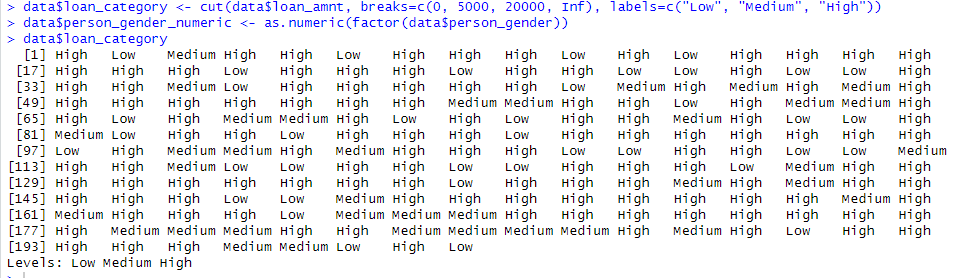 > data$loan_category <- cut(data$loan_amnt, breaks=c(0, 5000, 20000, Inf), labels=c("Low", "Medium", "High"))
> data$person_gender_numeric <- as.numeric(factor(data$person_gender))
> data$loan_category
[1] High Low Medium High High Low High High High Low High Low High High High High
[17] High High High Low High High High Low High High Low Low High Low Low High
[33] High High Medium Low High High High High High Low Medium High Medium High Medium High
[49] High High High High High High High Medium Medium High High Low High Medium Medium High
[65] High Low High Medium Medium High Low High Low High High Medium High Low Low High
[81] Medium Low High High Low High High High Low High High High High High High High
[97] Low High Medium Medium High Medium High High High Low Low High High Low Low Medium
[113] High High Medium Low Low High High Low Low High High High Low Medium High High
[129] High High High High High High High Low High High High Medium High Medium High High
[145] High High High Low Low Medium High High High High High High High High Medium High
[161] Medium High High High Low Medium Medium Medium High High High High High High High High
[177] High Medium Medium Medium High High Medium Medium Medium Medium High Medium High Low High High
[193] High High High Medium Medium Low High Low
Levels: Low Medium High
>